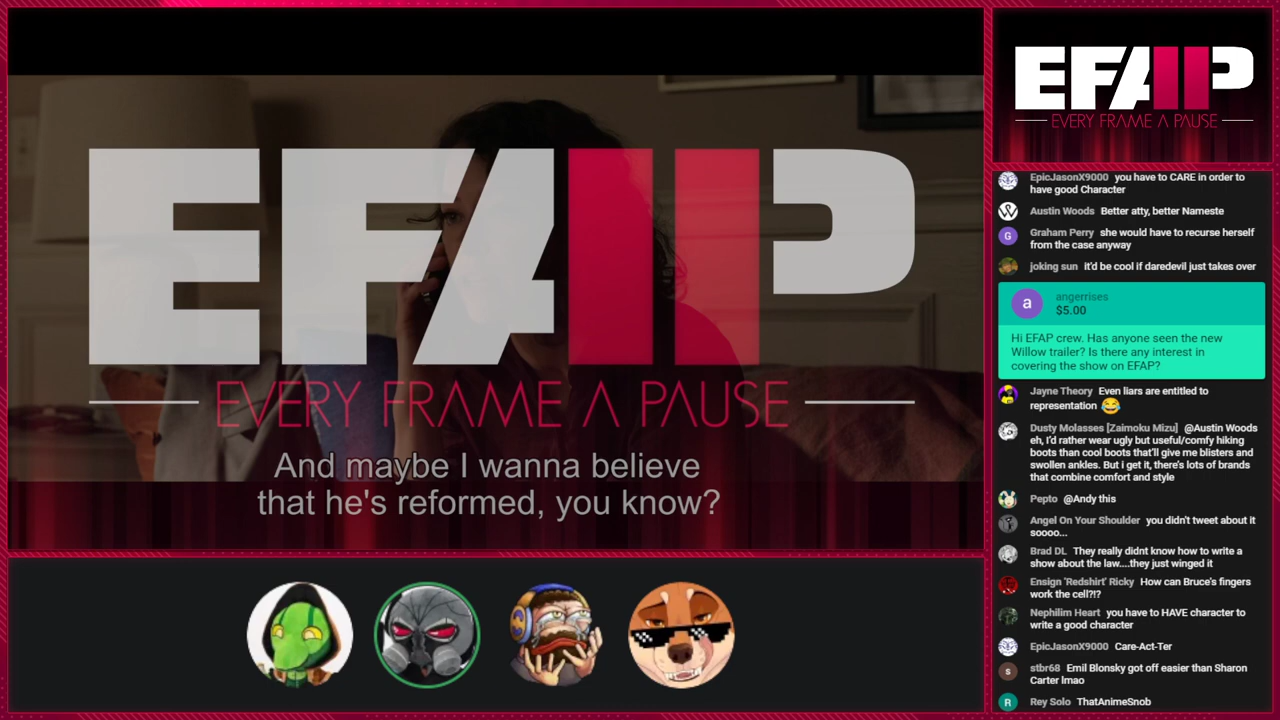 EFAP
EVERY FRAME A PAUSE
And maybe I wanna believe
that he's reformed, you know?
EFAP
EVERY FRAME A PAUSE
EpicJasonX9000 you have to CARE in order to
have good Character
Austin Woods Better atty, better Nameste
G
Graham Perry she would have to recurse herself
from the case anyway
joking sun it'd be cool if daredevil just takes over
a
angerrises
$5.00
Hi EFAP crew. Has anyone seen the new
Willow trailer? Is there any interest in
covering the show on EFAP?
Jayne Theory Even liars are entitled to
representation 😂
Dusty Molasses [Zaimoku Mizu] @Austin Woods
eh, I'd rather wear ugly but useful/comfy hiking
boots than cool boots that'll give me blisters and
swollen ankles. But i get it, there's lots of brands
that combine comfort and style
Pepto @Andy this
Angel On Your Shoulder you didn't tweet about it
soooo...
Brad DL They really didnt know how to write a
show about the law....they just winged it
Ensign 'Redshirt' Ricky How can Bruce's fingers
work the cell?!?
Nephilim Heart you have to HAVE character to
write a good character
EpicJasonX9000 Care-Act-Ter
s
stbr68 Emil Blonsky got off easier than Sharon
Carter lmao
R
Rey Solo ThatAnimeSnob